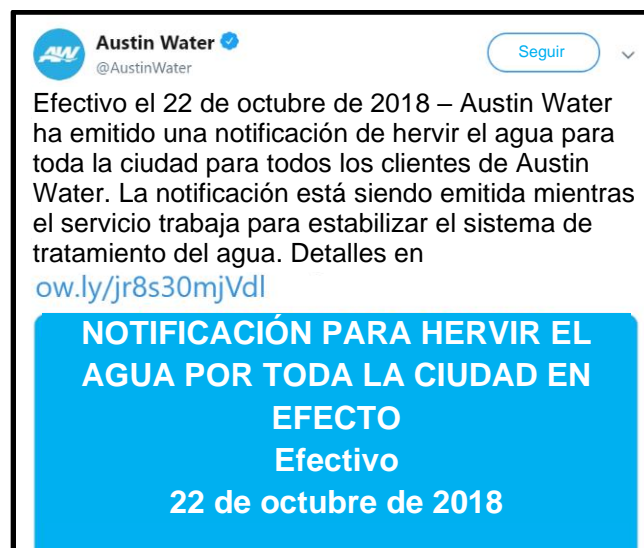 AW
Austin Water
@AustinWater
Seguir
Efectivo el 22 de octubre de 2018 – Austin Water
ha emitido una notificación de hervir el agua para
toda la ciudad para todos los clientes de Austin
Water. La notificación está siendo emitida mientras
el servicio trabaja para estabilizar el sistema de
tratamiento del agua. Detalles en
ow.ly/jr8s30mjVdl
NOTIFICACIÓN PARA HERVIR EL
AGUA POR TODA LA CIUDAD EN
EFECTO
Efectivo
22 de octubre de 2018